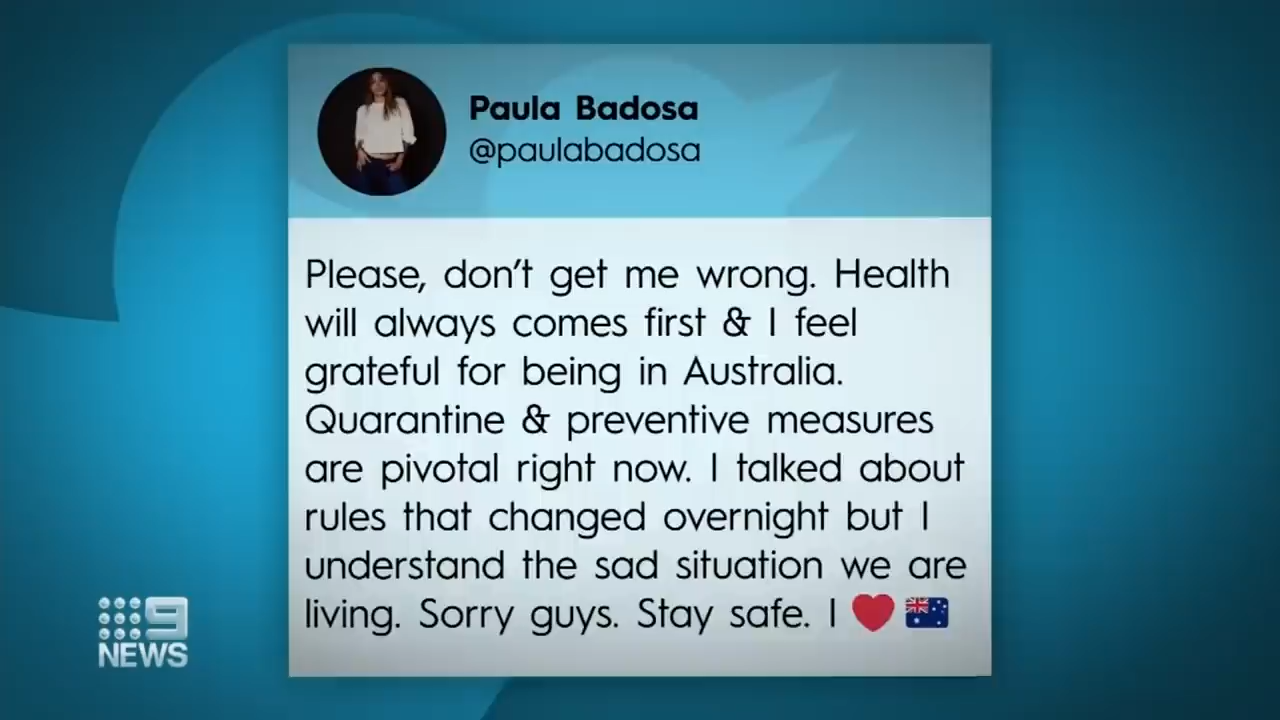 Paula Badosa
@paulabadosa
Please, don't get me wrong. Health
will always comes first & I feel
grateful for being in Australia.
Quarantine & preventive measures
are pivotal right now. I talked about
rules that changed overnight but I
understand the sad situation we are
living. Sorry guys. Stay safe. I ❤️🇦🇺
9
NEWS